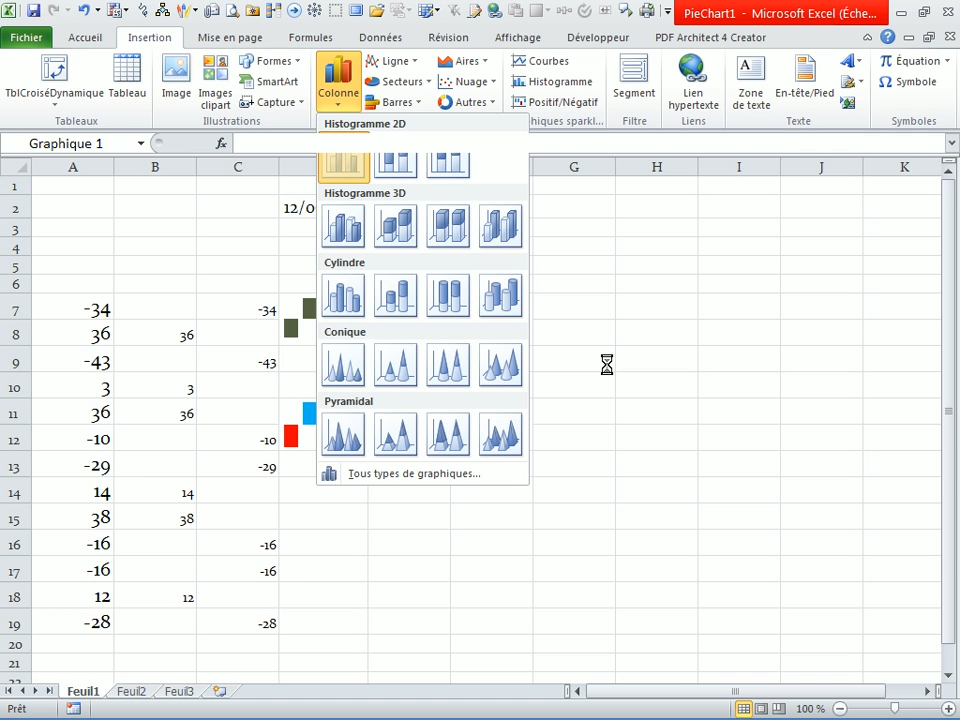 PieChart1 - Microsoft Excel (Éche...
Fichier Accueil Insertion Mise en page Formules Données Révision Affichage Développeur PDF Architect 4 Creator
TblCroiséDynamique Tableau Image Images clipart Formes SmartArt Capture Colonne Ligne Secteurs Barres Aires Nuage Autres Courbes Histogramme Positif/Négatif Segment Lien hypertexte Zone de texte En-tête/Pied Équation Symbole
Tableaux Illustrations hiques sparkl... Filtre Liens Texte Symboles
Graphique 1 fx
Histogramme 2D
Histogramme 3D
Cylindre
Conique
Pyramidal
Tous types de graphiques...
A B C G H I J K
1
2 12/0
3
4
5
6
7 -34 -34
8 36 36
9 -43 -43
10 3 3
11 36 36
12 -10 -10
13 -29 -29
14 14 14
15 38 38
16 -16 -16
17 -16 -16
18 12 12
19 -28 -28
20
21
22
Feuil1 Feuil2 Feuil3
Prêt 100 %